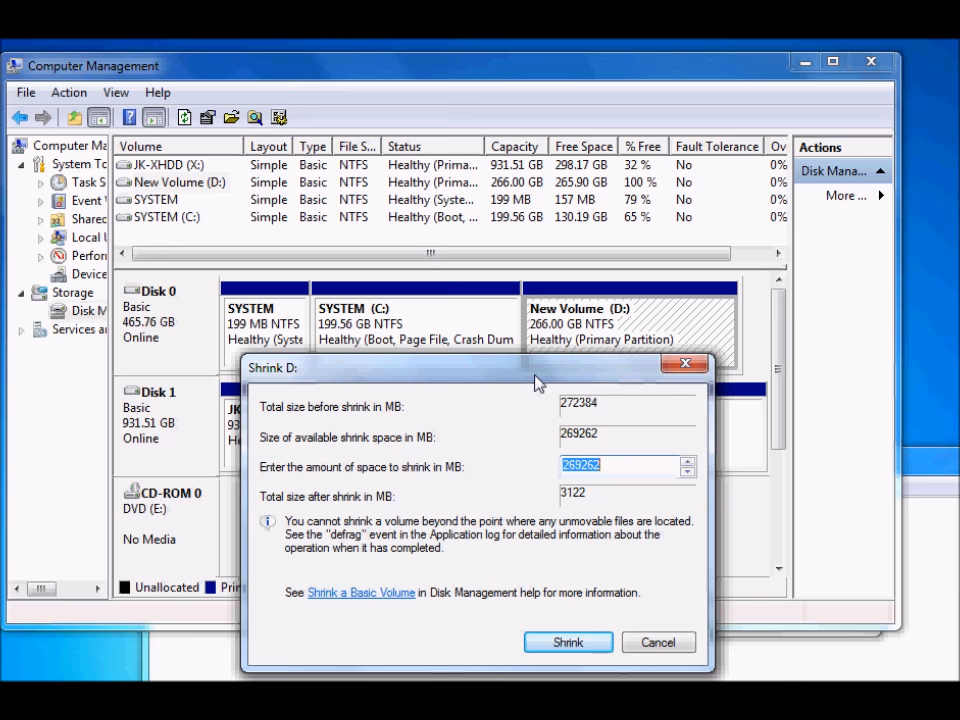 Computer Management
File Action View Help
Computer Ma
System To
Task S
Event
Shared
Local
Perfor
Device
Storage
Disk M
Services an
Volume Layout Type File S... Status Capacity Free Space % Free Fault Tolerance Ov
JK-XHDD (X:) Simple Basic NTFS Healthy (Prima... 931.51 GB 298.17 GB 32 % No 0%
New Volume (D:) Simple Basic NTFS Healthy (Prima... 266.00 GB 265.90 GB 100 % No 0%
SYSTEM Simple Basic NTFS Healthy (Syste... 199 MB 157 MB 79 % No 0%
SYSTEM (C:) Simple Basic NTFS Healthy (Boot, ... 199.56 GB 130.19 GB 65 % No 0%
Actions
Disk Mana...
More ...
Disk 0
Basic
465.76 GB
Online
SYSTEM
199 MB NTFS
Healthy (Syste
SYSTEM (C:)
199.56 GB NTFS
Healthy (Boot, Page File, Crash Dum
New Volume (D:)
266.00 GB NTFS
Healthy (Primary Partition)
Disk 1
Basic
931.51 GB
Online
JK
93
He
CD-ROM 0
DVD (E:)
No Media
Unallocated Pri
Shrink D:
Total size before shrink in MB: 272384
Size of available shrink space in MB: 269262
Enter the amount of space to shrink in MB: 269262
Total size after shrink in MB: 3122
You cannot shrink a volume beyond the point where any unmovable files are located.
See the "defrag" event in the Application log for detailed information about the
operation when it has completed.
See Shrink a Basic Volume in Disk Management help for more information.
Shrink Cancel